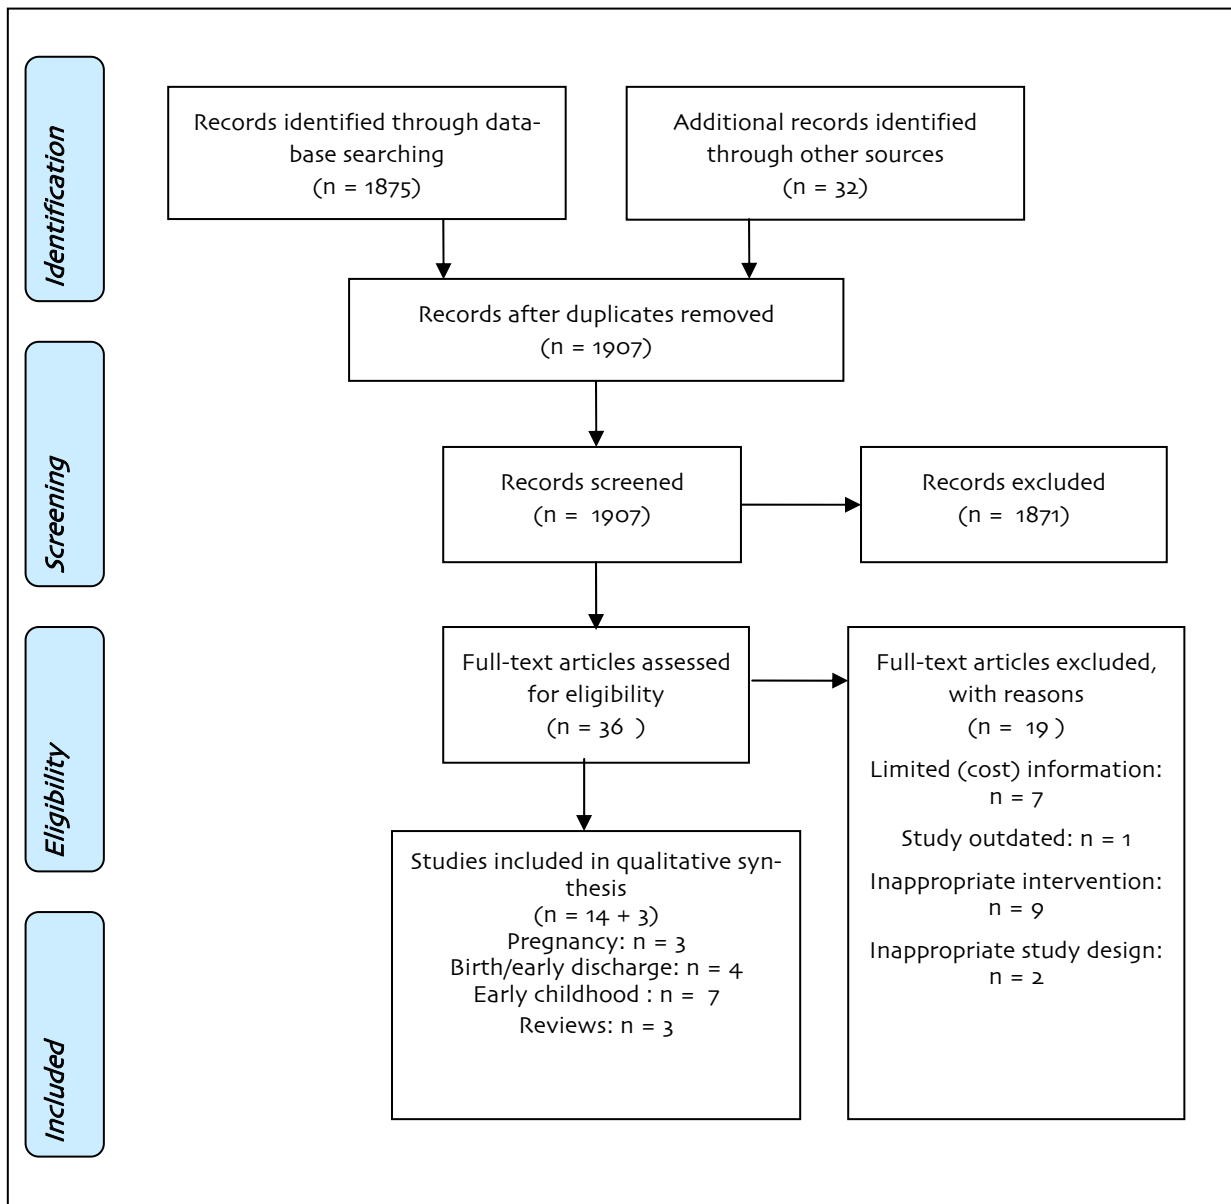 Identification
Records identified through data-
base searching
(n = 1875)
Additional records identified
through other sources
(n = 32)
Records after duplicates removed
(n = 1907)
Screening
Records screened
(n =  1907)
Records excluded
(n =  1871)
Eligibility
Full-text articles assessed
for eligibility
(n = 36  )
Full-text articles excluded,
with reasons
(n =  19 )
Limited (cost) information:
n = 7
Study outdated: n = 1
Inappropriate intervention:
n = 9
Inappropriate study design:
n = 2
Included
Studies included in qualitative syn-
thesis
(n = 14 + 3)
Pregnancy: n = 3
Birth/early discharge: n = 4
Early childhood : n =  7
Reviews: n = 3